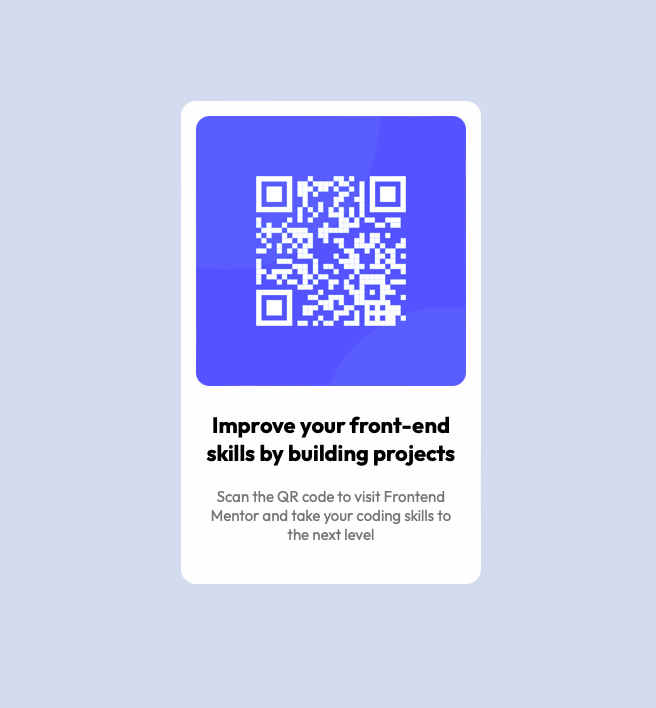 Improve your front-end
skills by building projects
Scan the QR code to visit Frontend
Mentor and take your coding skills to
the next level